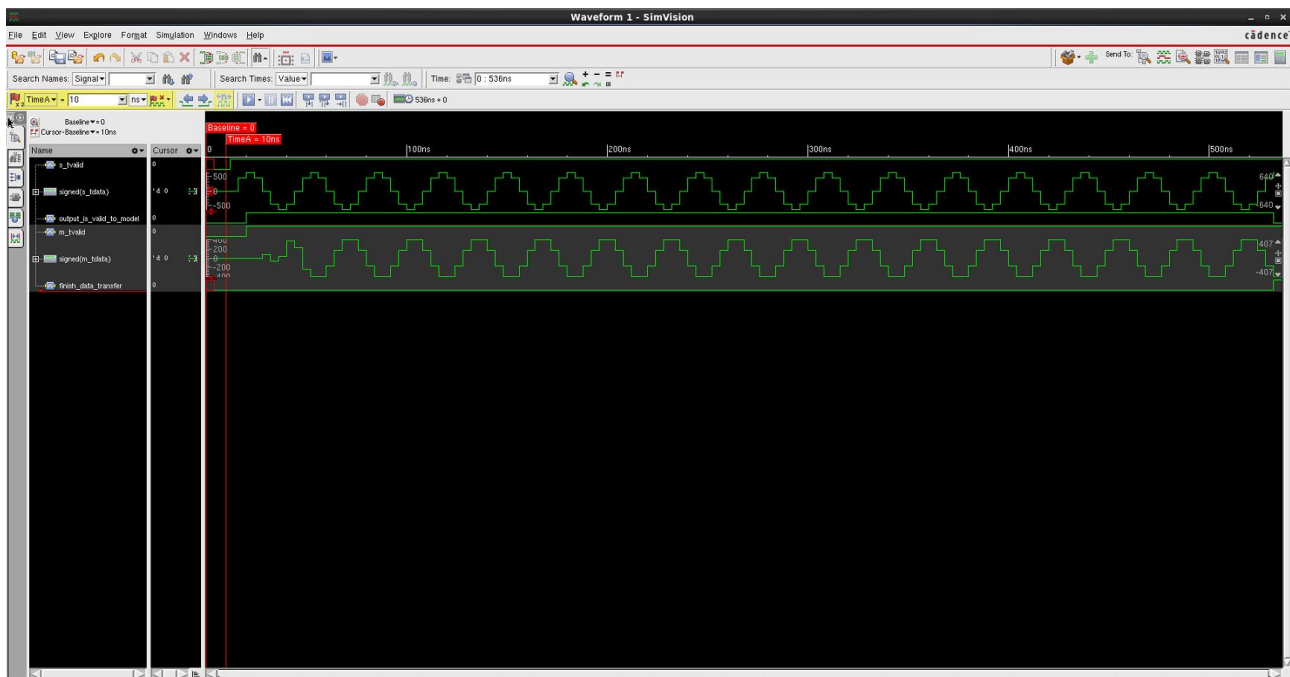 Waveform 1 - SimVision
File Edit View Explore Format Simulation Windows Help
cādence
Send To:
Search Names: Signal
Search Times: Value
Time: 0 : 536ns
TimeA = 10 ns
536ns + 0
x2
Baseline = 0
Cursor-Baseline = 10ns
Baseline = 0
TimeA = 10ns
Name Cursor 0 100ns 200ns 300ns 400ns 500ns
s_tvalid 0
500
640
signed(s_tdata) 'd 0 0
-500
-640
output_is_valid_to_model 0
m_tvalid 0
400
407
200
signed(m_tdata) 'd 0 0
-200
-407
-400
finish_data_transfer 0